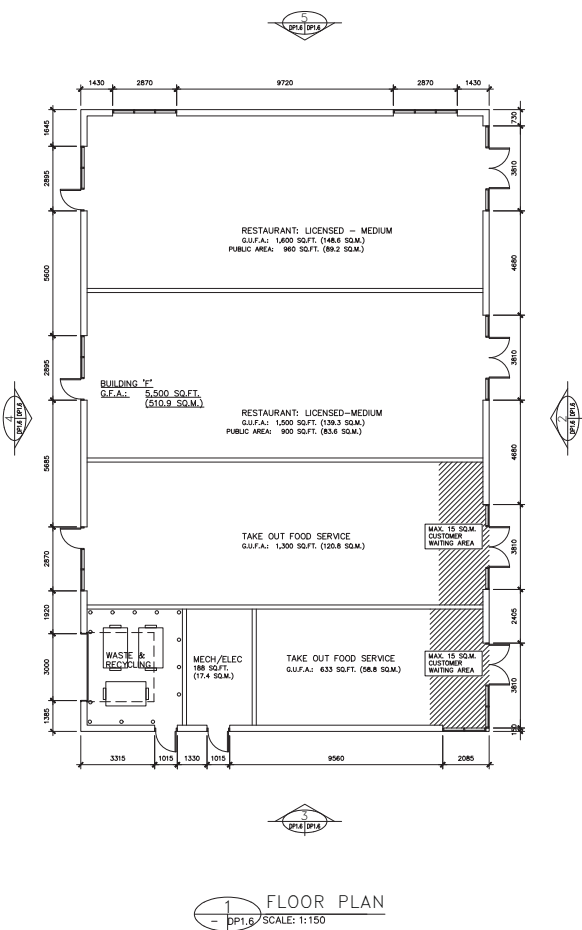 5
DP1.6 DP1.6
1430 2870 9720 2870 1430
1645
2895
5600
2895
5685
2870
1920
3000
1385
730
3810
4680
3810
4680
3810
2405
3810
RESTAURANT: LICENSED – MEDIUM
G.U.F.A.: 1,600 SQ.FT. (148.6 SQ.M.)
PUBLIC AREA: 960 SQ.FT. (89.2 SQ.M.)
BUILDING "F"
G.F.A.: 5,500 SQ.FT.
(510.9 SQ.M.)
RESTAURANT: LICENSED–MEDIUM
G.U.F.A.: 1,500 SQ.FT. (139.3 SQ.M.)
PUBLIC AREA: 900 SQ.FT. (83.6 SQ.M.)
4
DP1.6 DP1.6
2
DP1.6 DP1.6
TAKE OUT FOOD SERVICE
G.U.F.A.: 1,300 SQ.FT. (120.8 SQ.M.)
MAX. 15 SQ.M.
CUSTOMER
WAITING AREA
WASTE &
RECYCLING
MECH/ELEC
188 SQ.FT.
(17.4 SQ.M.)
TAKE OUT FOOD SERVICE
G.U.F.A.: 633 SQ.FT. (58.8 SQ.M.)
MAX. 15 SQ.M.
CUSTOMER
WAITING AREA
3315 1015 1330 1015 9560 2085
3
DP1.6 DP1.6
1 FLOOR PLAN
– DP1.6 SCALE: 1:150